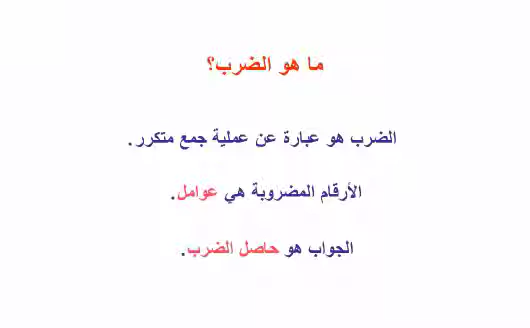 ما هو الضرب؟
الضرب هو عبارة عن عملية جمع متكرر.
الأرقام المضروبة هي عوامل.
الجواب هو حاصل الضرب.